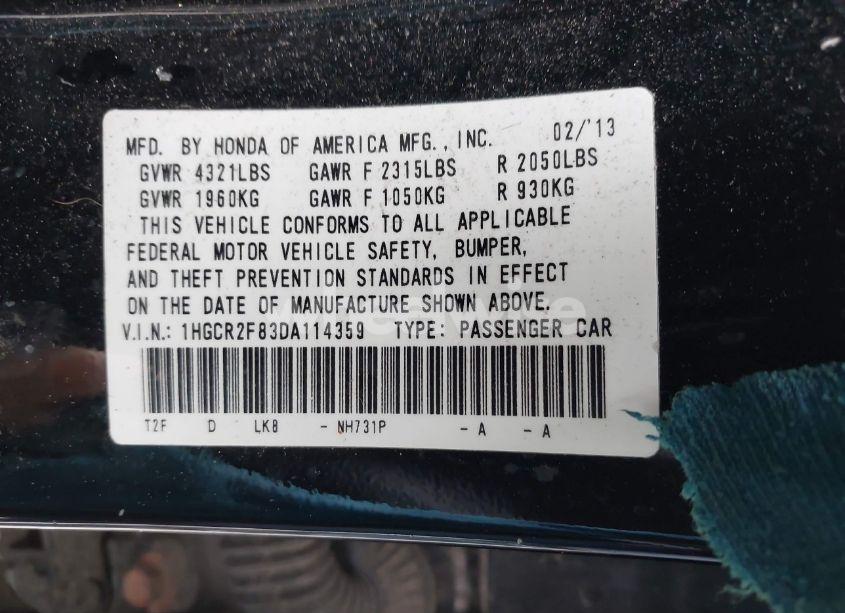 MFD. BY HONDA OF AMERICA MFG., INC. 02/'13
GVWR 4321LBS GAWR F 2315LBS R 2050LBS
GVWR 1960KG GAWR F 1050KG R 930KG
THIS VEHICLE CONFORMS TO ALL APPLICABLE
FEDERAL MOTOR VEHICLE SAFETY, BUMPER,
AND THEFT PREVENTION STANDARDS IN EFFECT
ON THE DATE OF MANUFACTURE SHOWN ABOVE.
V.I.N.: 1HGCR2F83DA114359 TYPE: PASSENGER CAR
T2F D LKB - NH731P - A - A